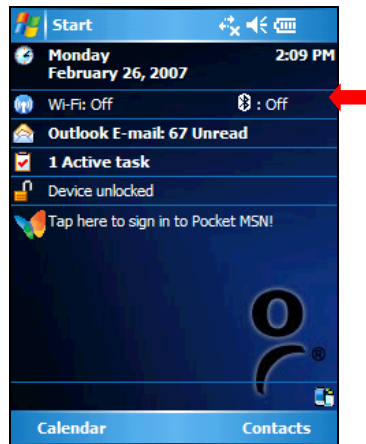 Start
Monday 2:09 PM
February 26, 2007
Wi-Fi: Off : Off
Outlook E-mail: 67 Unread
1 Active task
Device unlocked
Tap here to sign in to Pocket MSN!
®
Calendar Contacts